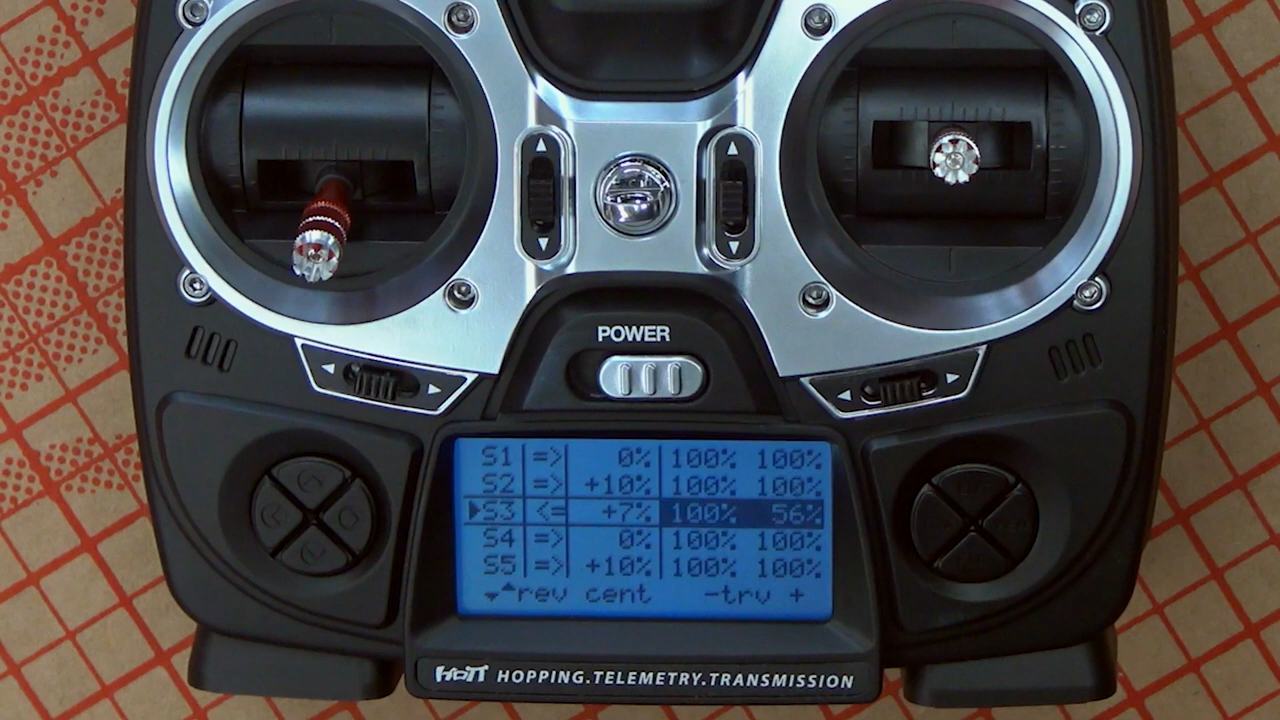 POWER
S1 => 0% 100% 100%
S2 => +10% 100% 100%
S3 <= +7% 100% 56%
S4 => 0% 100% 100%
S5 => +10% 100% 100%
rev cent -trv +
HoTT HOPPING.TELEMETRY.TRANSMISSION